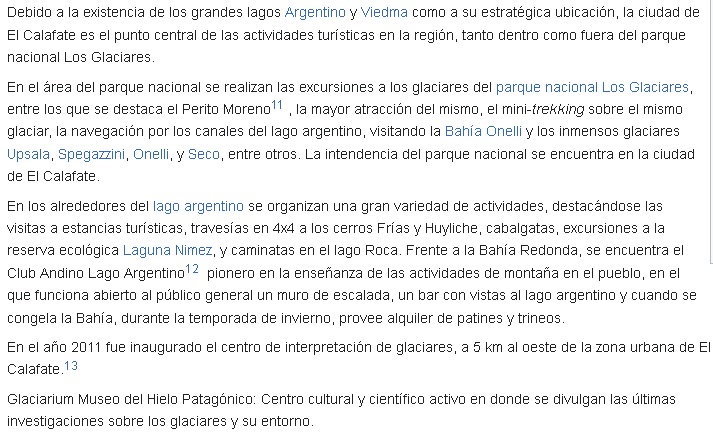 Debido a la existencia de los grandes lagos Argentino y Viedma como a su estratégica ubicación, la ciudad de
El Calafate es el punto central de las actividades turísticas en la región, tanto dentro como fuera del parque
nacional Los Glaciares.
En el área del parque nacional se realizan las excursiones a los glaciares del parque nacional Los Glaciares,
entre los que se destaca el Perito Moreno11 , la mayor atracción del mismo, el mini-trekking sobre el mismo
glaciar, la navegación por los canales del lago argentino, visitando la Bahía Onelli y los inmensos glaciares
Upsala, Spegazzini, Onelli, y Seco, entre otros. La intendencia del parque nacional se encuentra en la ciudad
de El Calafate.
En los alrededores del lago argentino se organizan una gran variedad de actividades, destacándose las
visitas a estancias turísticas, travesías en 4x4 a los cerros Frías y Huyliche, cabalgatas, excursiones a la
reserva ecológica Laguna Nimez, y caminatas en el lago Roca. Frente a la Bahía Redonda, se encuentra el
Club Andino Lago Argentino12 pionero en la enseñanza de las actividades de montaña en el pueblo, en el
que funciona abierto al público general un muro de escalada, un bar con vistas al lago argentino y cuando se
congela la Bahía, durante la temporada de invierno, provee alquiler de patines y trineos.
En el año 2011 fue inaugurado el centro de interpretación de glaciares, a 5 km al oeste de la zona urbana de El
Calafate.13
Glaciarium Museo del Hielo Patagónico: Centro cultural y científico activo en donde se divulgan las últimas
investigaciones sobre los glaciares y su entorno.